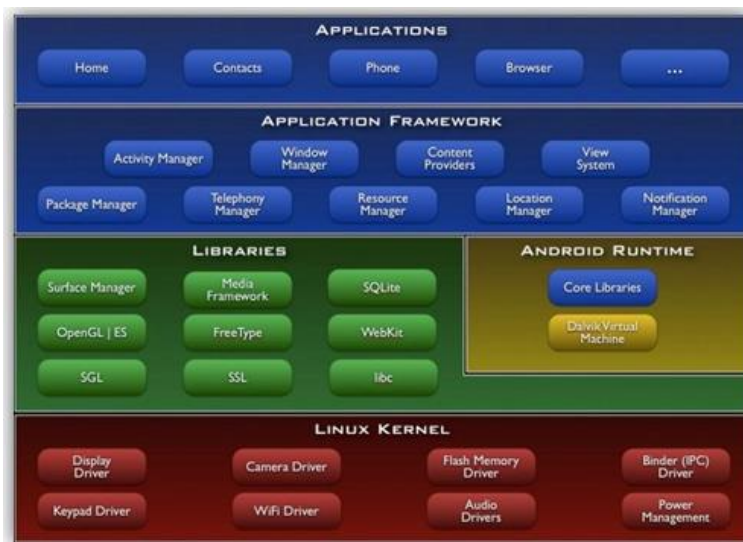 APPLICATIONS
Home Contacts Phone Browser ...
APPLICATION FRAMEWORK
Activity Manager Window Manager Content Providers View System
Package Manager Telephony Manager Resource Manager Location Manager Notification Manager
LIBRARIES
Surface Manager Media Framework SQLite
OpenGL | ES FreeType WebKit
SGL SSL libc
ANDROID RUNTIME
Core Libraries
Dalvik Virtual Machine
LINUX KERNEL
Display Driver Camera Driver Flash Memory Driver Binder (IPC) Driver
Keypad Driver WiFi Driver Audio Drivers Power Management